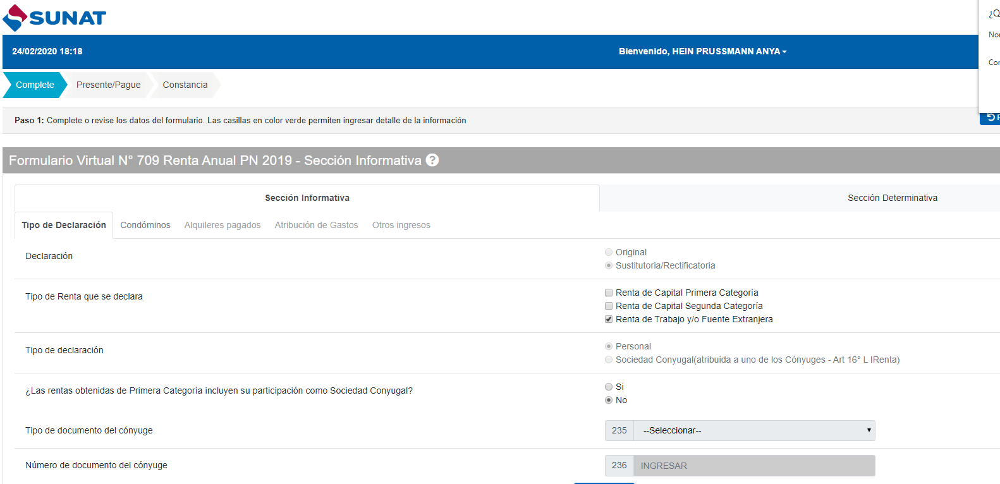 SUNAT
24/02/2020 18:18
Bienvenido, HEIN PRUSSMANN ANYA
Complete
Presente/Pague
Constancia
Paso 1: Complete o revise los datos del formulario. Las casillas en color verde permiten ingresar detalle de la información
Formulario Virtual N° 709 Renta Anual PN 2019 - Sección Informativa ?
Sección Informativa
Sección Determinativa
Tipo de Declaración
Condóminos
Alquileres pagados
Atribución de Gastos
Otros ingresos
Declaración
Original
Sustitutoria/Rectificatoria
Tipo de Renta que se declara
Renta de Capital Primera Categoría
Renta de Capital Segunda Categoría
Renta de Trabajo y/o Fuente Extranjera
Tipo de declaración
Personal
Sociedad Conyugal(atribuida a uno de los Cónyuges - Art 16° L IRenta)
¿Las rentas obtenidas de Primera Categoría incluyen su participación como Sociedad Conyugal?
Si
No
Tipo de documento del cónyuge
235 --Seleccionar--
Número de documento del cónyuge
236 INGRESAR